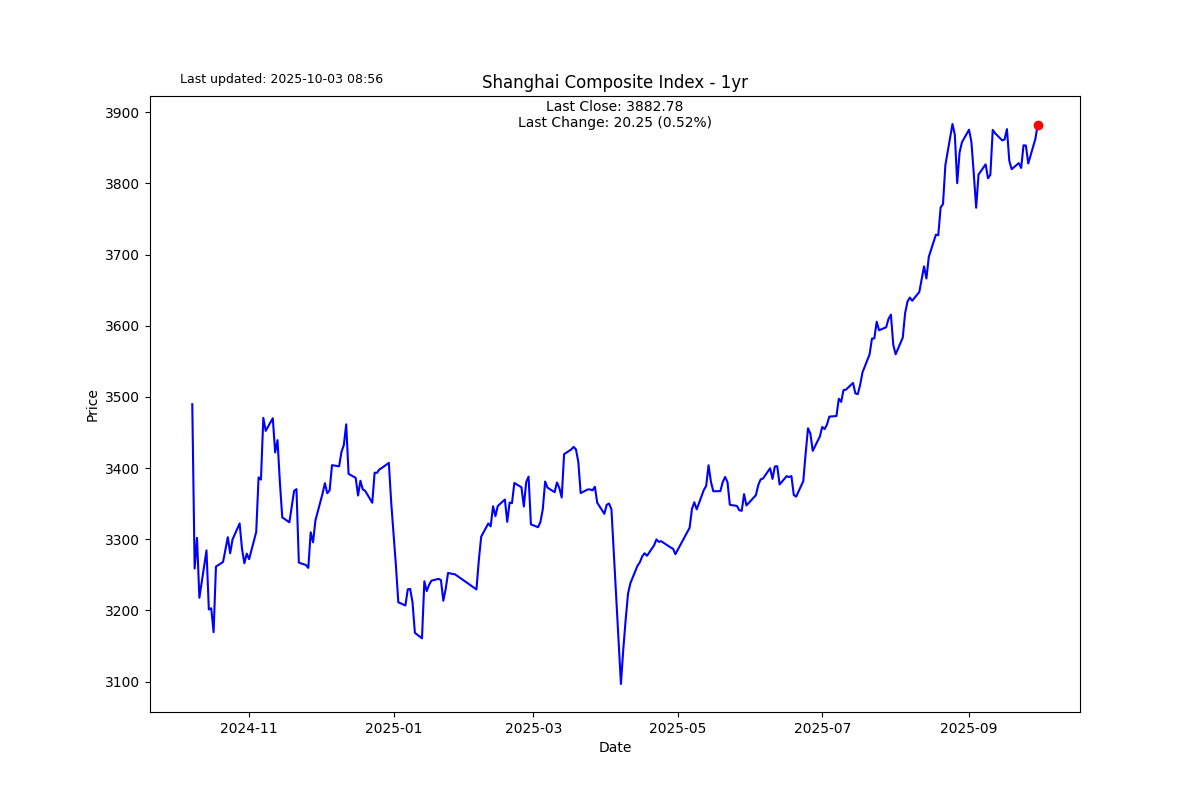 Last updated: 2025-10-03 08:56
Shanghai Composite Index - 1yr
Last Close: 3882.78
Last Change: 20.25 (0.52%)
3900
3800
3700
3600
3500
3400
3300
3200
3100
Price
2024-11
2025-01
2025-03
2025-05
2025-07
2025-09
Date